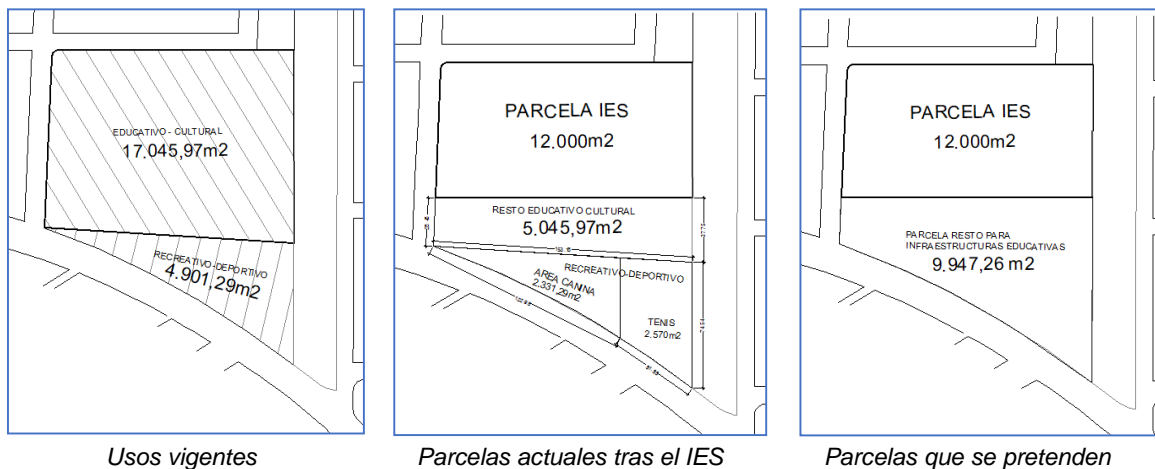 EDUCATIVO - CULTURAL
17.045,97m2
RECREATIVO-DEPORTIVO
4.901,29m2
Usos vigentes
PARCELA IES
12.000m2
RESTO EDUCATIVO CULTURAL
5.045,97m2
RECREATIVO-DEPORTIVO
AREA CANINA
2.331,29m2
TENIS
2.570m2
Parcelas actuales tras el IES
PARCELA IES
12.000m2
PARCELA RESTO PARA
INFRAESTRUCTURAS EDUCATIVAS
9.947,26 m2
Parcelas que se pretenden